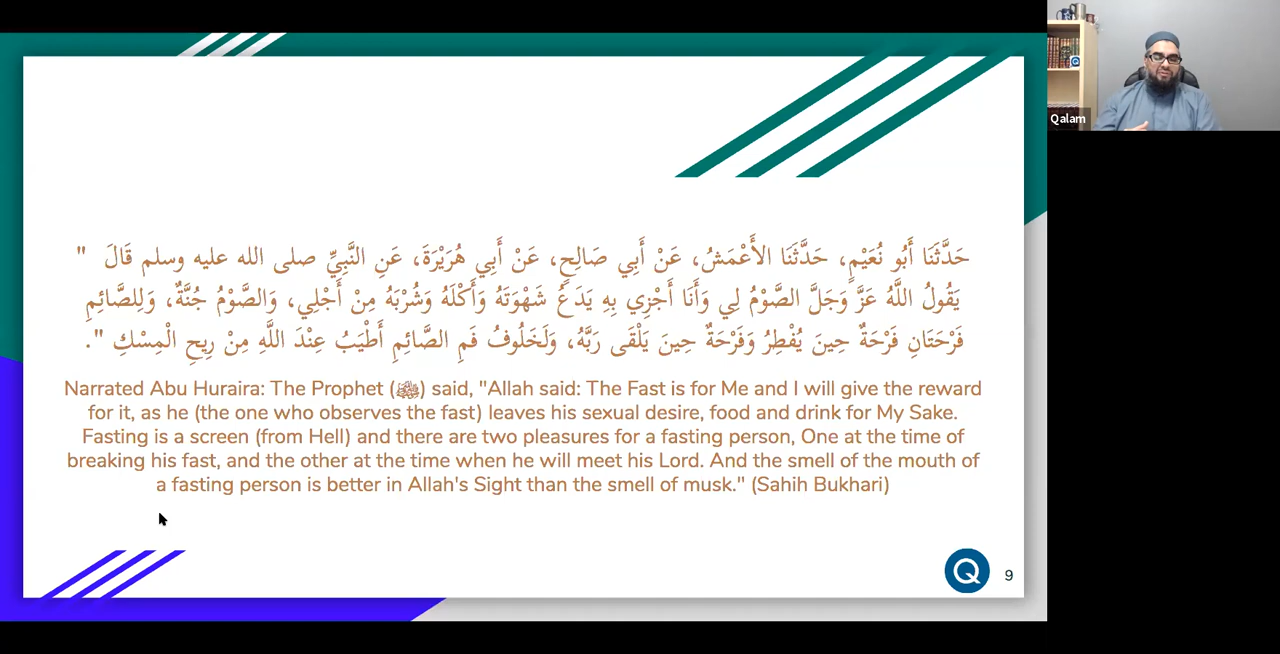 حَدَّثَنَا أَبُو نُعَيْمٍ، حَدَّثَنَا الأَعْمَشُ، عَنْ أَبِي صَالِحٍ، عَنْ أَبِي هُرَيْرَةَ، عَنِ النَّبِيِّ صلى الله عليه وسلم قَالَ "
يَقُولُ اللَّهُ عَزَّ وَجَلَّ الصَّوْمُ لِي وَأَنَا أَجْزِي بِهِ يَدَعُ شَهْوَتَهُ وَأَكْلَهُ وَشُرْبَهُ مِنْ أَجْلِي، وَالصَّوْمُ جُنَّةٌ، وَلِلصَّائِمِ
فَرْحَتَانِ فَرْحَةٌ حِينَ يُفْطِرُ وَفَرْحَةٌ حِينَ يَلْقَى رَبَّهُ، وَلَخَلُوفُ فَمِ الصَّائِمِ أَطْيَبُ عِنْدَ اللَّهِ مِنْ رِيحِ الْمِسْكِ ".
Narrated Abu Huraira: The Prophet (ﷺ) said, "Allah said: The Fast is for Me and I will give the reward
for it, as he (the one who observes the fast) leaves his sexual desire, food and drink for My Sake.
Fasting is a screen (from Hell) and there are two pleasures for a fasting person, One at the time of
breaking his fast, and the other at the time when he will meet his Lord. And the smell of the mouth of
a fasting person is better in Allah's Sight than the smell of musk." (Sahih Bukhari)
Q
9
Qalam